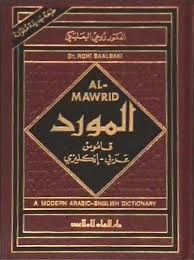 الدكتور روحي البعلبكي
Dr. ROHI BAALBAKI
AL-
MAWRID
المورد
قاموس
عربي - إنكليزي
A MODERN ARABIC-ENGLISH DICTIONARY
دار العلم للملايين